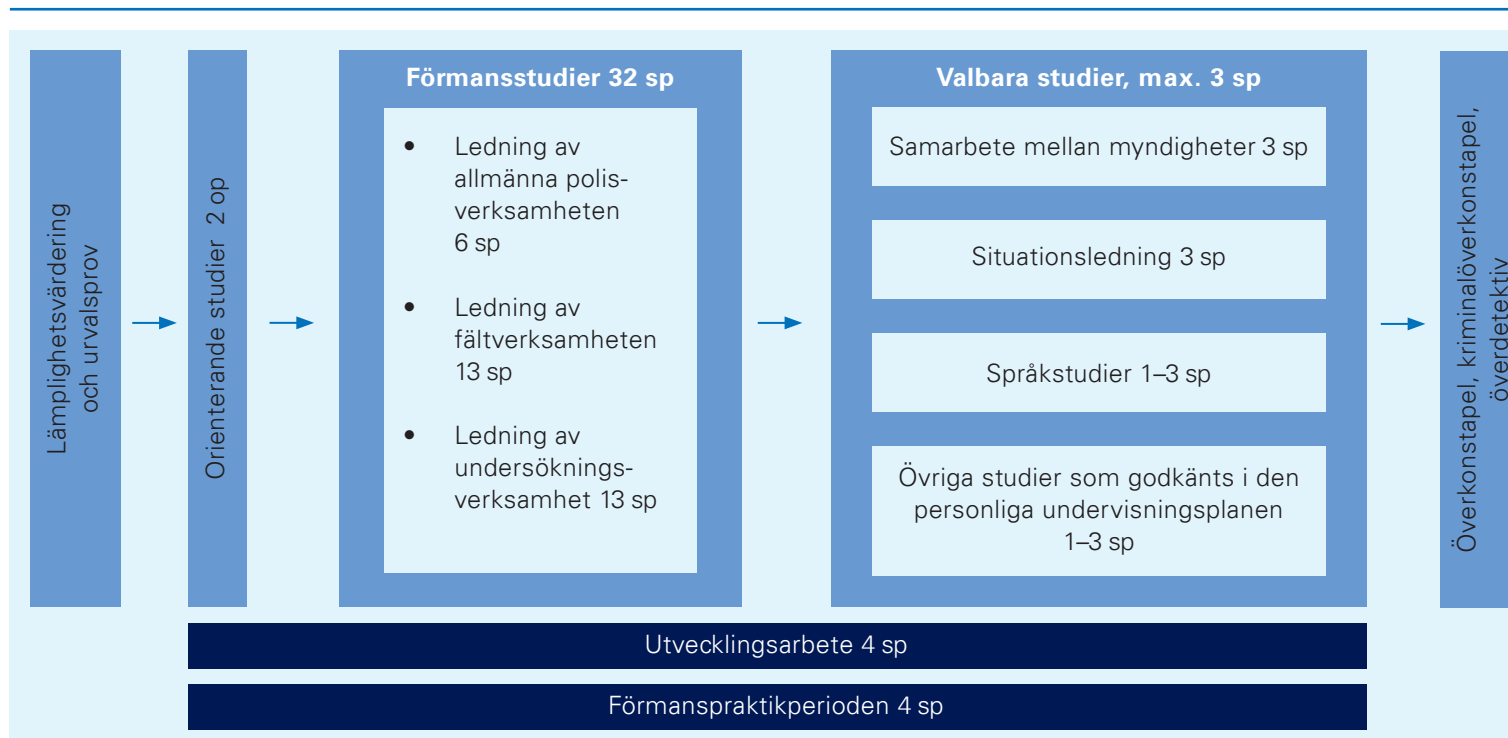 Lämplighetsvärdering
och urvalsprov
Orienterande studier 2 op
Förmansstudier 32 sp
• Ledning av
allmänna polis-
verksamheten
6 sp
• Ledning av
fältverksamheten
13 sp
• Ledning av
undersöknings-
verksamhet 13 sp
Valbara studier, max. 3 sp
Samarbete mellan myndigheter 3 sp
Situationsledning 3 sp
Språkstudier 1–3 sp
Övriga studier som godkänts i den
personliga undervisningsplanen
1–3 sp
Överkonstapel, kriminalöverkonstapel,
överdetektiv
Utvecklingsarbete 4 sp
Förmanspraktikperioden 4 sp